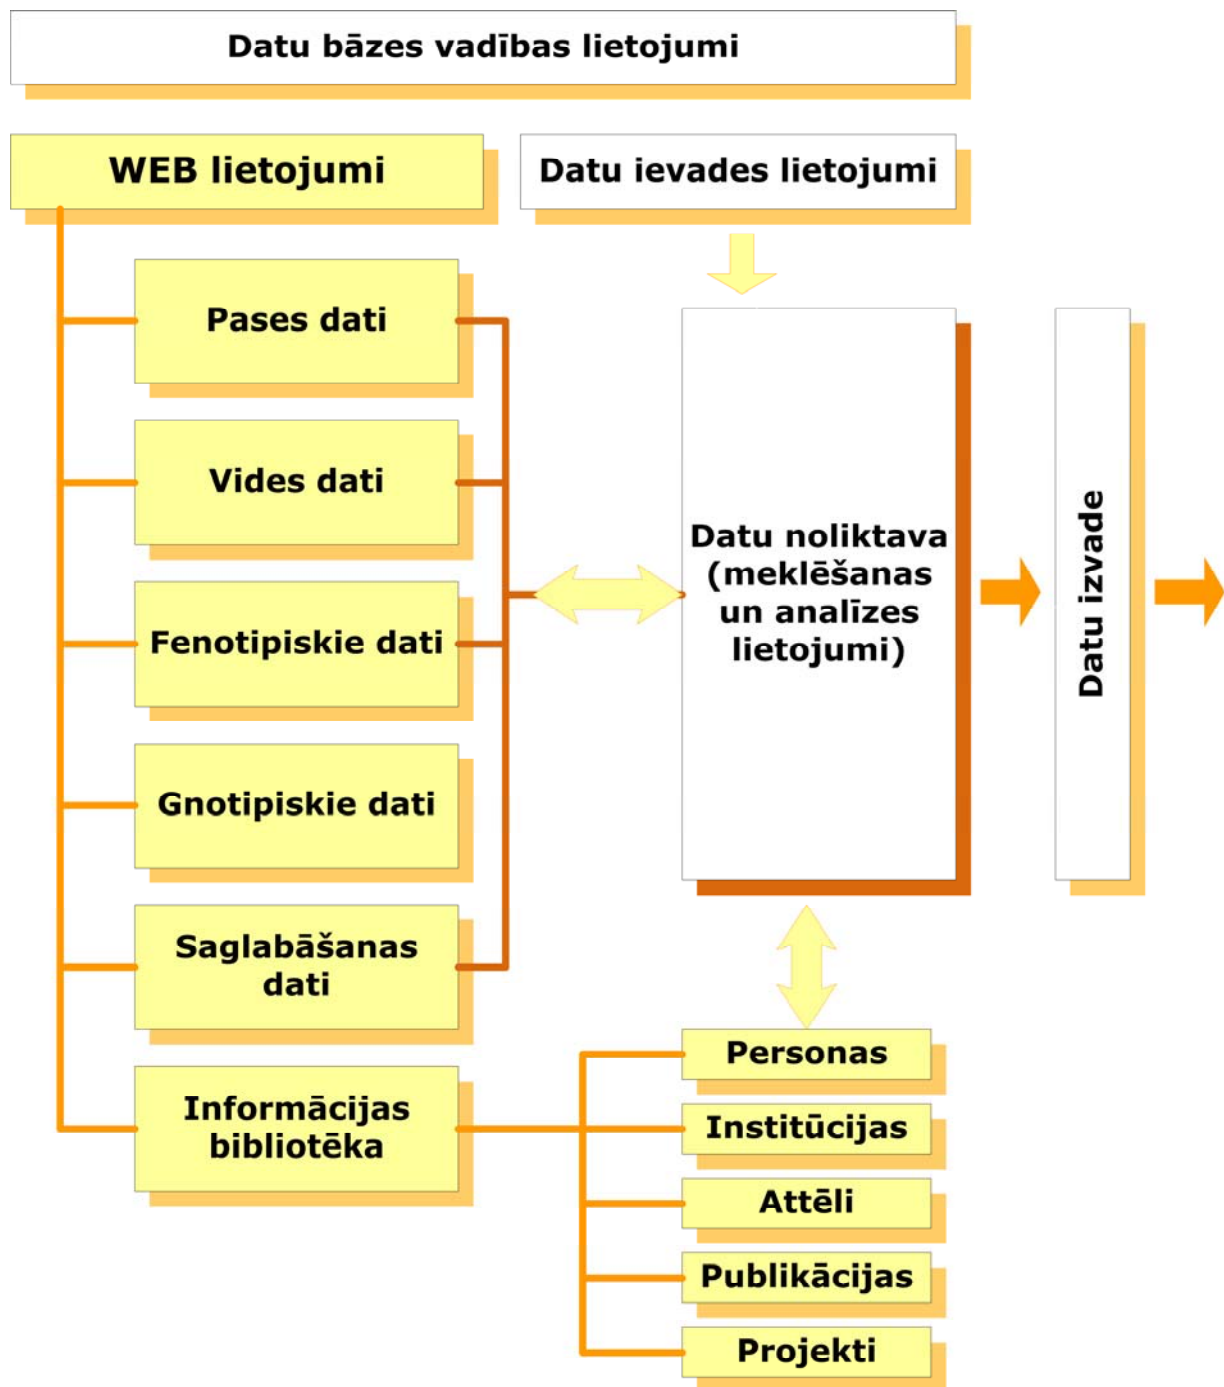 Datu bāzes vadības lietojumi
WEB lietojumi
Datu ievades lietojumi
Pases dati
Vides dati
Fenotipiskie dati
Gnotipiskie dati
Saglabāšanas
dati
Informācijas
bibliotēka
Datu noliktava
(meklēšanas
un analīzes
lietojumi)
Datu izvade
Personas
Institūcijas
Attēli
Publikācijas
Projekti